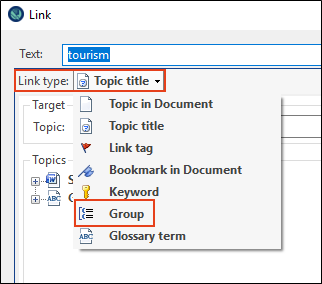 Link
Text: tourism
Link type: Topic title
Topic in Document
Target
Topic title
Topic:
Link tag
Bookmark in Document
Topics
Keyword
S
Group
Glossary term